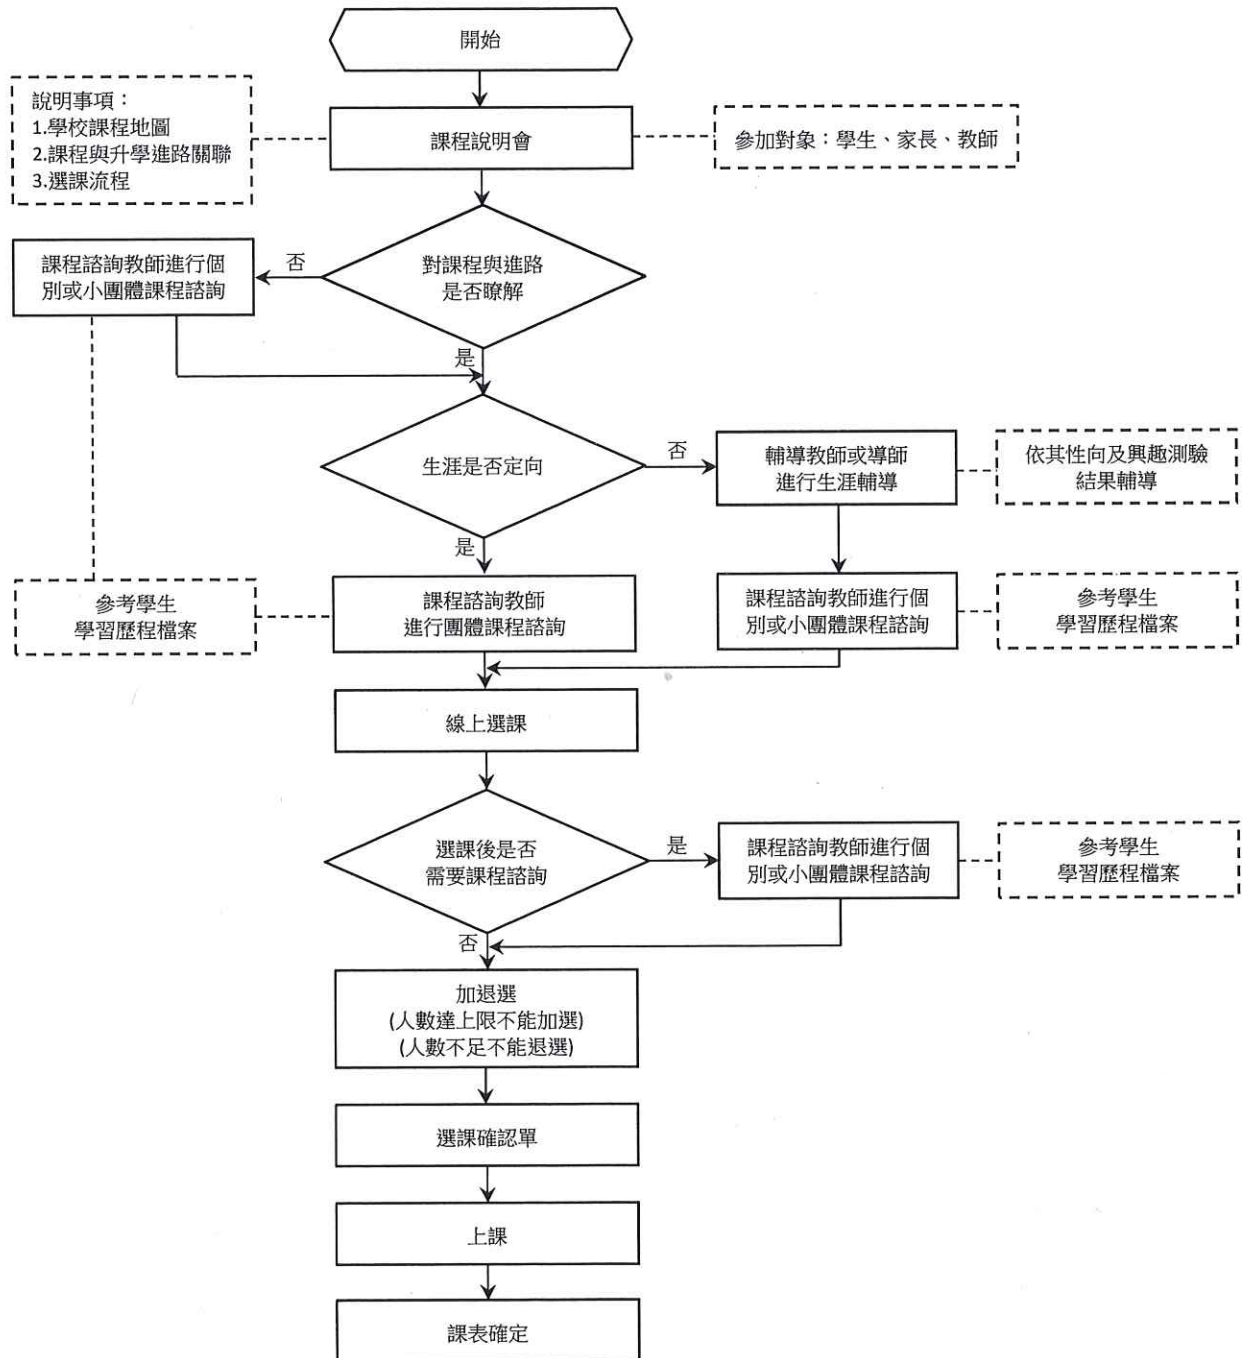 開始
說明事項：
1.學校課程地圖
2.課程與升學進路關聯
3.選課流程
課程說明會
參加對象：學生、家長、教師
對課程與進路
是否瞭解
否
課程諮詢教師進行個
別或小團體課程諮詢
是
生涯是否定向
否
輔導教師或導師
進行生涯輔導
依其性向及興趣測驗
結果輔導
是
參考學生
學習歷程檔案
課程諮詢教師
進行團體課程諮詢
課程諮詢教師進行個
別或小團體課程諮詢
參考學生
學習歷程檔案
線上選課
選課後是否
需要課程諮詢
是
課程諮詢教師進行個
別或小團體課程諮詢
參考學生
學習歷程檔案
否
加退選
(人數達上限不能加選)
(人數不足不能退選)
選課確認單
上課
課表確定